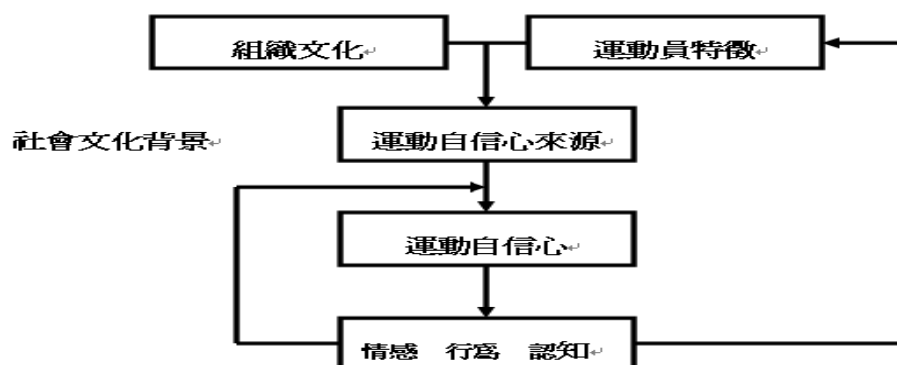 組織文化
運動員特徵
社會文化背景
運動自信心來源
運動自信心
情感 行為 認知